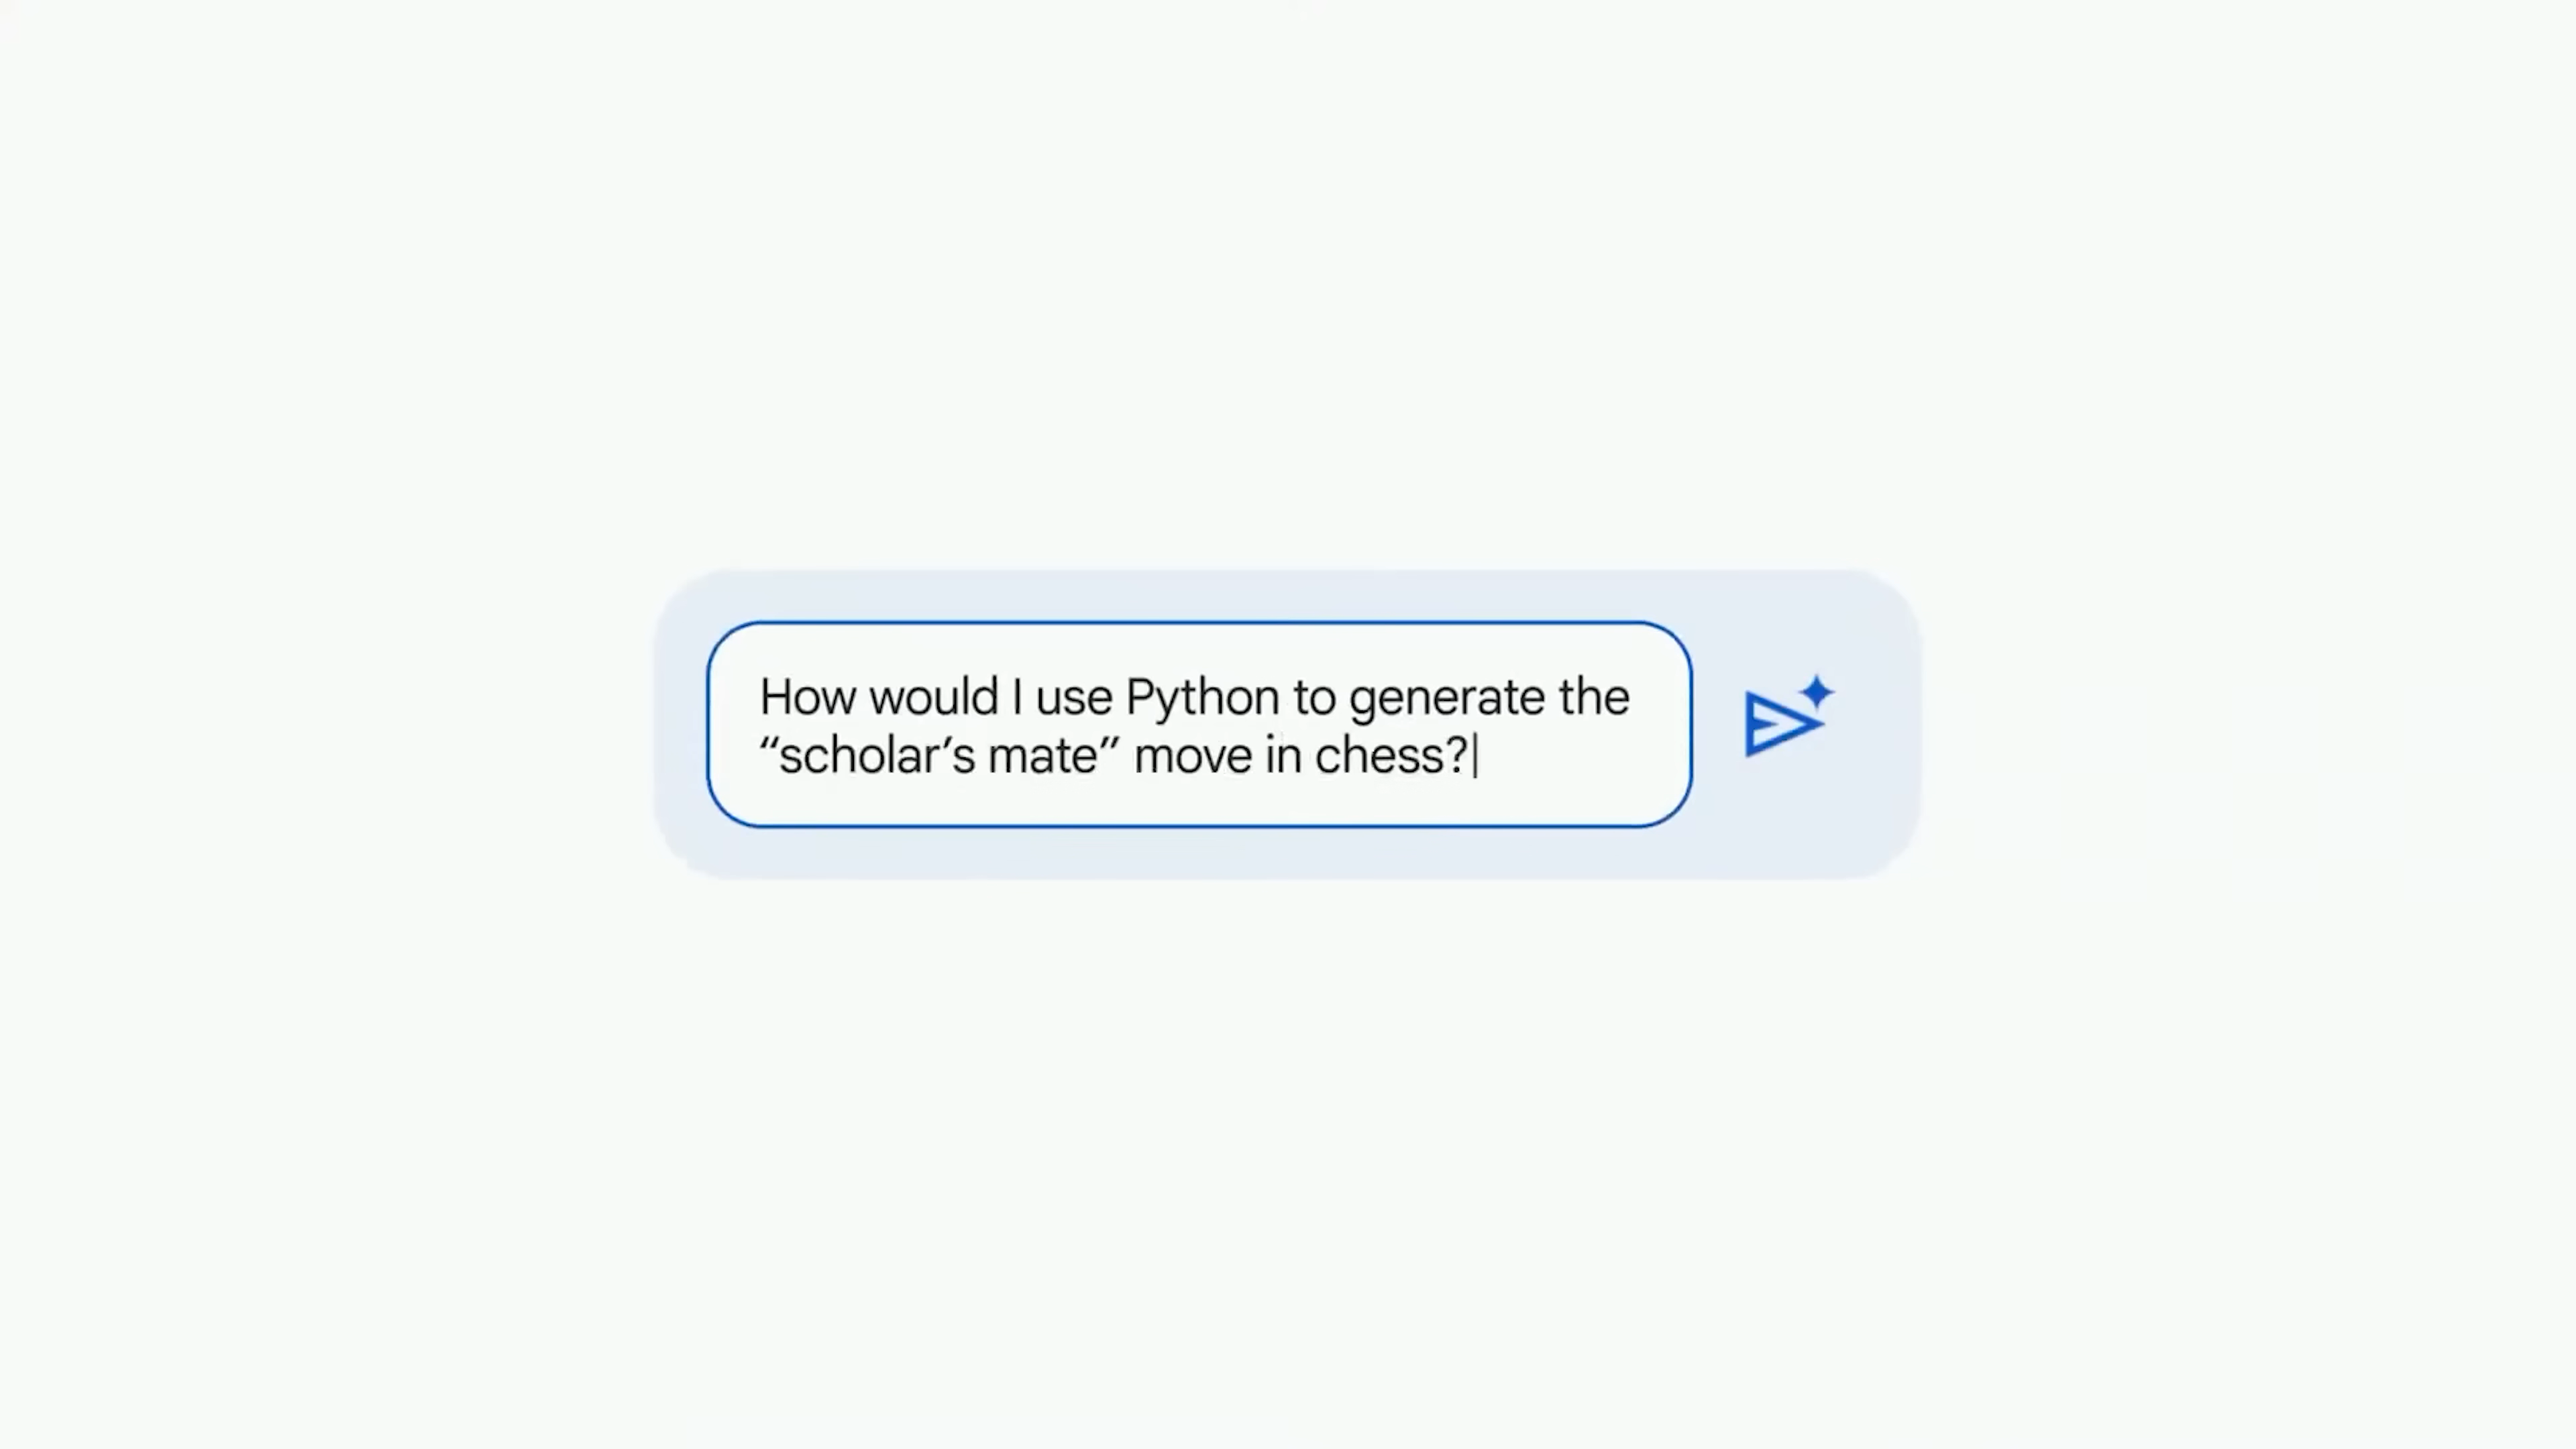 How would I use Python to generate the
“scholar’s mate” move in chess?